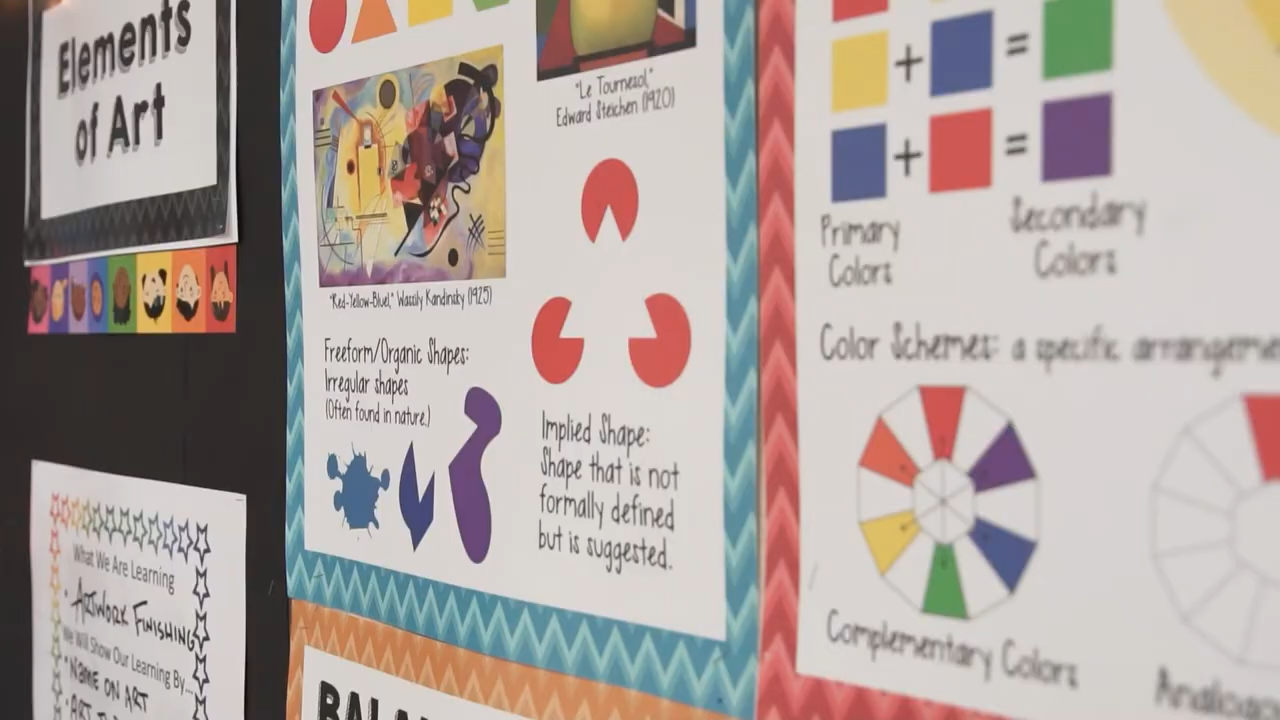 Elements
of Art
What We Are Learning
• ARTWORK FINISHING
We Will Show Our Learning By...
• NAME ON ART
"Red-Yellow-Blue," Wassily Kandinsky (1925)
Freeform/Organic Shapes:
Irregular shapes
(Often found in nature.)
"Le Tournesol,"
Edward Steichen (1920)
Implied Shape:
Shape that is not
formally defined
but is suggested.
+ =
+ =
Primary
Colors
Secondary
Colors
Color Schemes: a specific
Complementary Colors